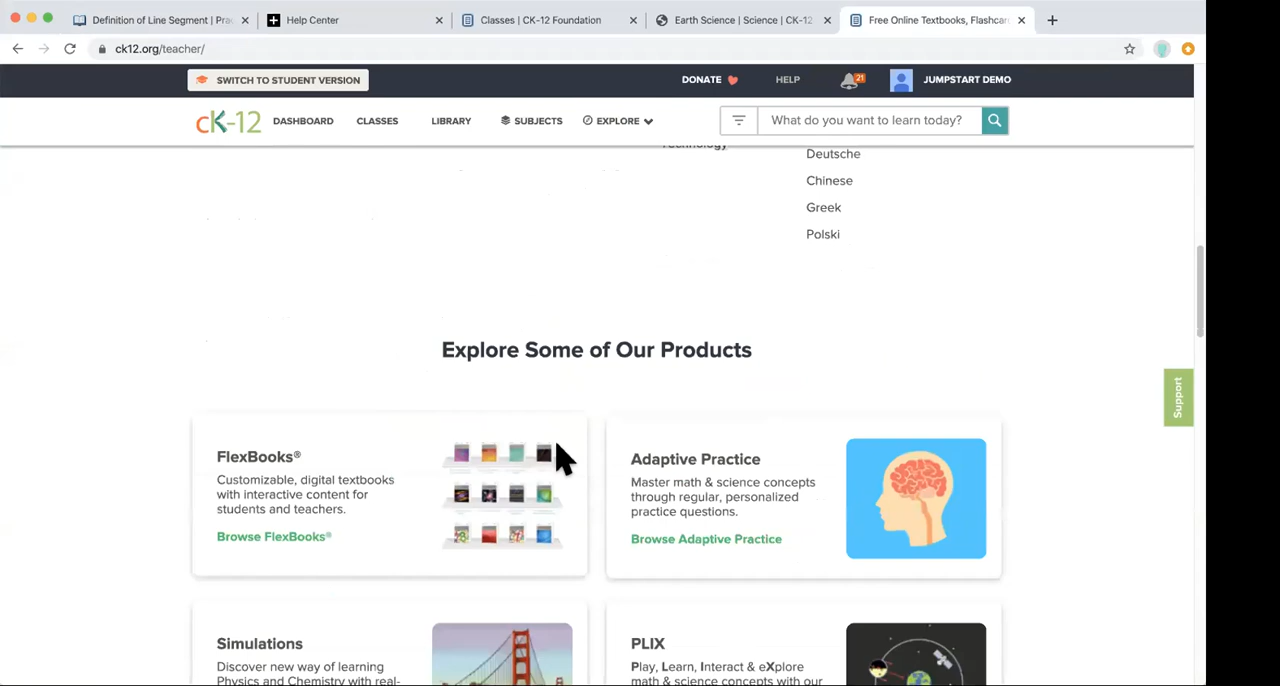 Definition of Line Segment | Pra
Help Center
Classes | CK-12 Foundation
Earth Science | Science | CK-12
Free Online Textbooks, Flashcar
ck12.org/teacher/
SWITCH TO STUDENT VERSION
DONATE
HELP
21
JUMPSTART DEMO
cK-12
DASHBOARD
CLASSES
LIBRARY
SUBJECTS
EXPLORE
What do you want to learn today?
Technology
Deutsche
Chinese
Greek
Polski
Support
Explore Some of Our Products
FlexBooks®
Customizable, digital textbooks
with interactive content for
students and teachers.
Browse FlexBooks®
Adaptive Practice
Master math & science concepts
through regular, personalized
practice questions.
Browse Adaptive Practice
Simulations
Discover new way of learning
Physics and Chemistry with real-
PLIX
Play, Learn, Interact & eXplore
math & science concepts with our